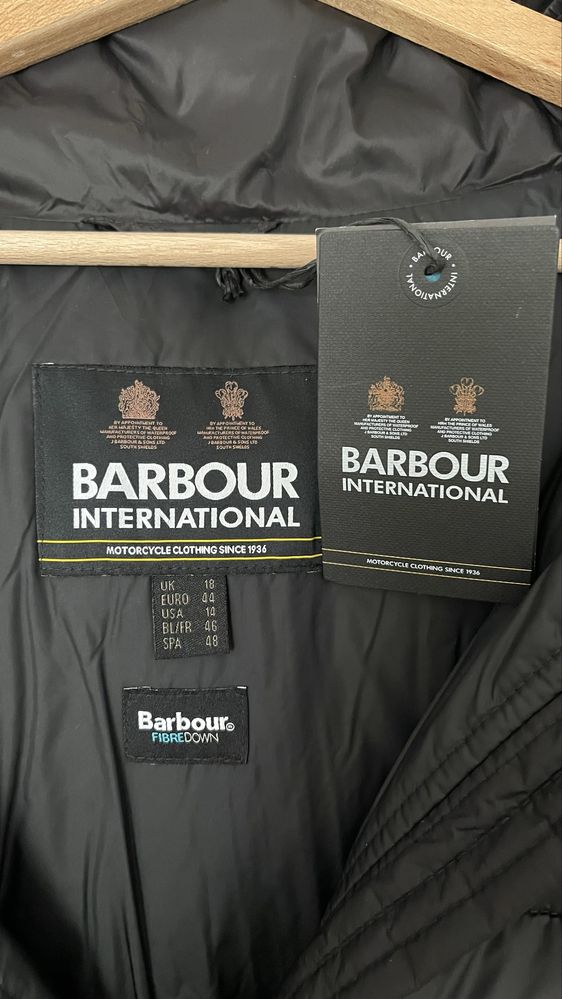 BARBOUR • INTERNATIONAL •
BY APPOINTMENT TO
HER MAJESTY THE QUEEN
MANUFACTURERS OF WATERPROOF
AND PROTECTIVE CLOTHING
J BARBOUR & SONS LTD
SOUTH SHIELDS
BY APPOINTMENT TO
HRH THE PRINCE OF WALES
MANUFACTURERS OF WATERPROOF
AND PROTECTIVE CLOTHING
J BARBOUR & SONS LTD
SOUTH SHIELDS
BARBOUR
INTERNATIONAL
MOTORCYCLE CLOTHING SINCE 1936
BY APPOINTMENT TO
HER MAJESTY THE QUEEN
MANUFACTURERS OF WATERPROOF
AND PROTECTIVE CLOTHING
J BARBOUR & SONS LTD
SOUTH SHIELDS
BY APPOINTMENT TO
HRH THE PRINCE OF WALES
MANUFACTURERS OF WATERPROOF
AND PROTECTIVE CLOTHING
J BARBOUR & SONS LTD
SOUTH SHIELDS
BARBOUR
INTERNATIONAL
MOTORCYCLE CLOTHING SINCE 1936
UK 18
EURO 44
USA 14
BL/FR 46
SPA 48
Barbour®
FIBREDOWN